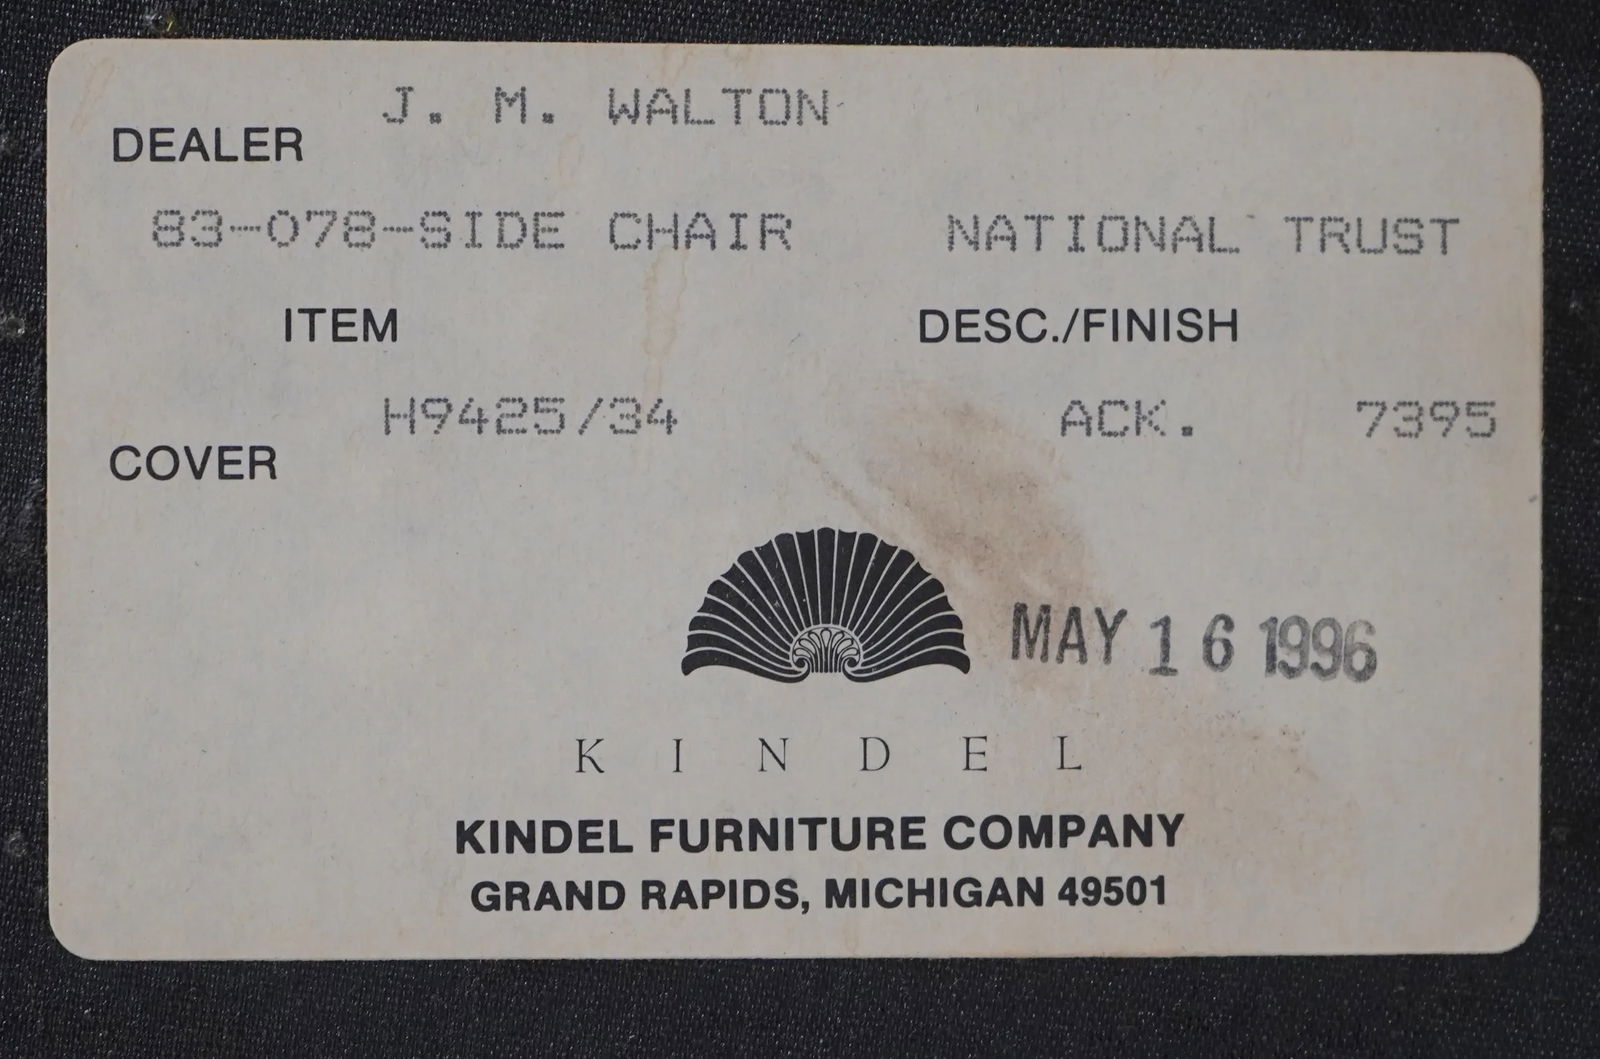 J. M. WALTON
DEALER
83-078-SIDE CHAIR NATIONAL TRUST
ITEM DESC./FINISH
H9425/34 ACK. 7395
COVER
MAY 16 1996
KINDEL
KINDEL FURNITURE COMPANY
GRAND RAPIDS, MICHIGAN 49501